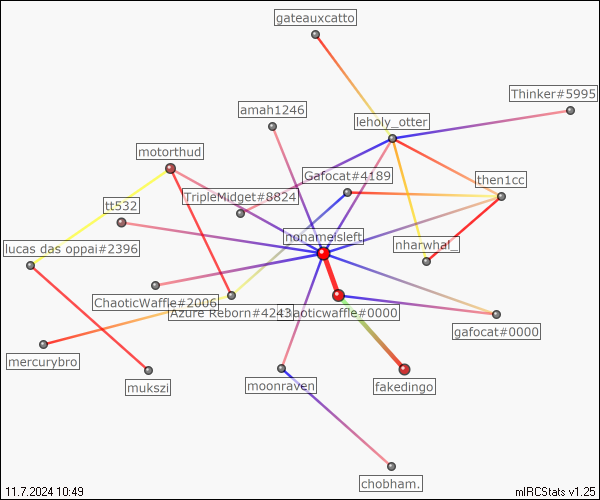 gateauxcatto
Thinker#5995
amah1246
leholy_otter
motorthud
Gafocat#4189
then1cc
TripleMidget#8824
tt532
nonameisleft
nharwhal_
lucas das oppai#2396
ChaoticWaffle#2006
Azure Reborn#4243
chaoticwaffle#0000
gafocat#0000
mercurybro
mukszi
moonraven
fakedingo
chobham.
11.7.2024 10:49
mIRCStats v1.25